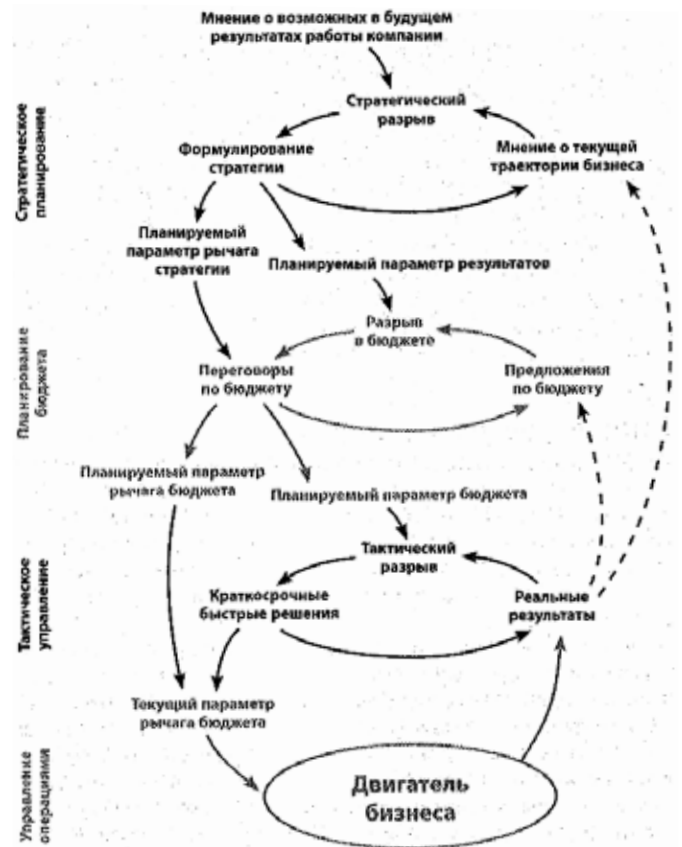 Мнение о возможных в будущем
результатах работы компании
Стратегический
разрыв
Формулирование
стратегии
Мнение о текущей
траектории бизнеса
Стратегическое
планирование
Планируемый
параметр рычага
стратегии
Планируемый параметр результатов
Разрыв
в бюджете
Переговоры
по бюджету
Предложения
по бюджету
Планирование
бюджета
Планируемый параметр
рычага бюджета
Планируемый параметр бюджета
Тактический
разрыв
Краткосрочные
быстрые решения
Реальные
результаты
Тактическое
управление
Текущий параметр
рычага бюджета
Двигатель
бизнеса
Управление
операциями